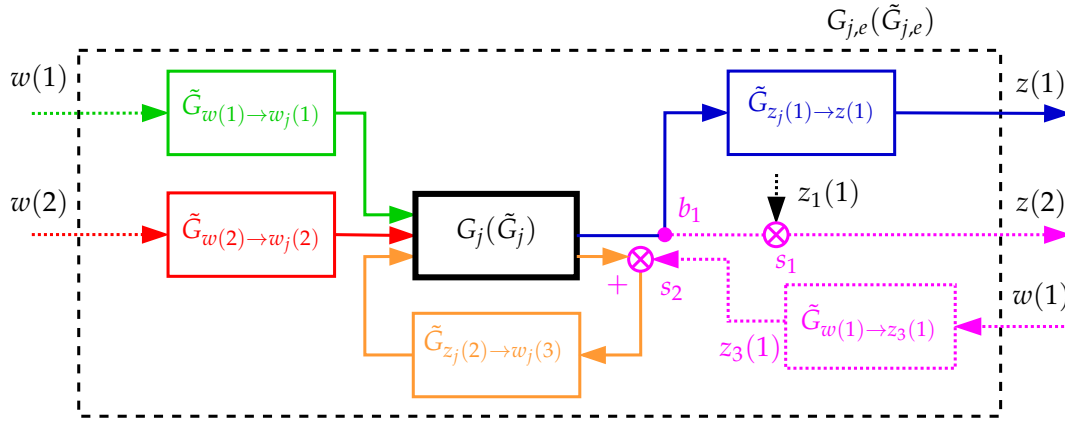 G_{j,e}(G̃_{j,e})
w(1)
G̃_{w(1)→w_j(1)}
G̃_{z_j(1)→z(1)}
z(1)
w(2)
G̃_{w(2)→w_j(2)}
G_j(G̃_j)
b_1
z_1(1)
s_1
z(2)
+
s_2
G̃_{z_j(2)→w_j(3)}
z_3(1)
G̃_{w(1)→z_3(1)}
w(1)